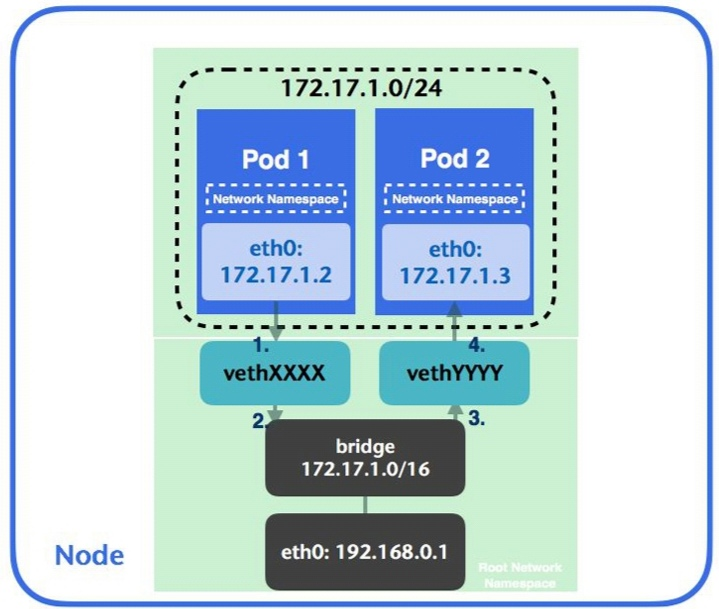 172.17.1.0/24
Pod 1
Network Namespace
eth0:
172.17.1.2
Pod 2
Network Namespace
eth0:
172.17.1.3
1.
4.
vethXXXX
vethYYYY
2.
3.
bridge
172.17.1.0/16
eth0: 192.168.0.1
Node
Root Network
Namespace